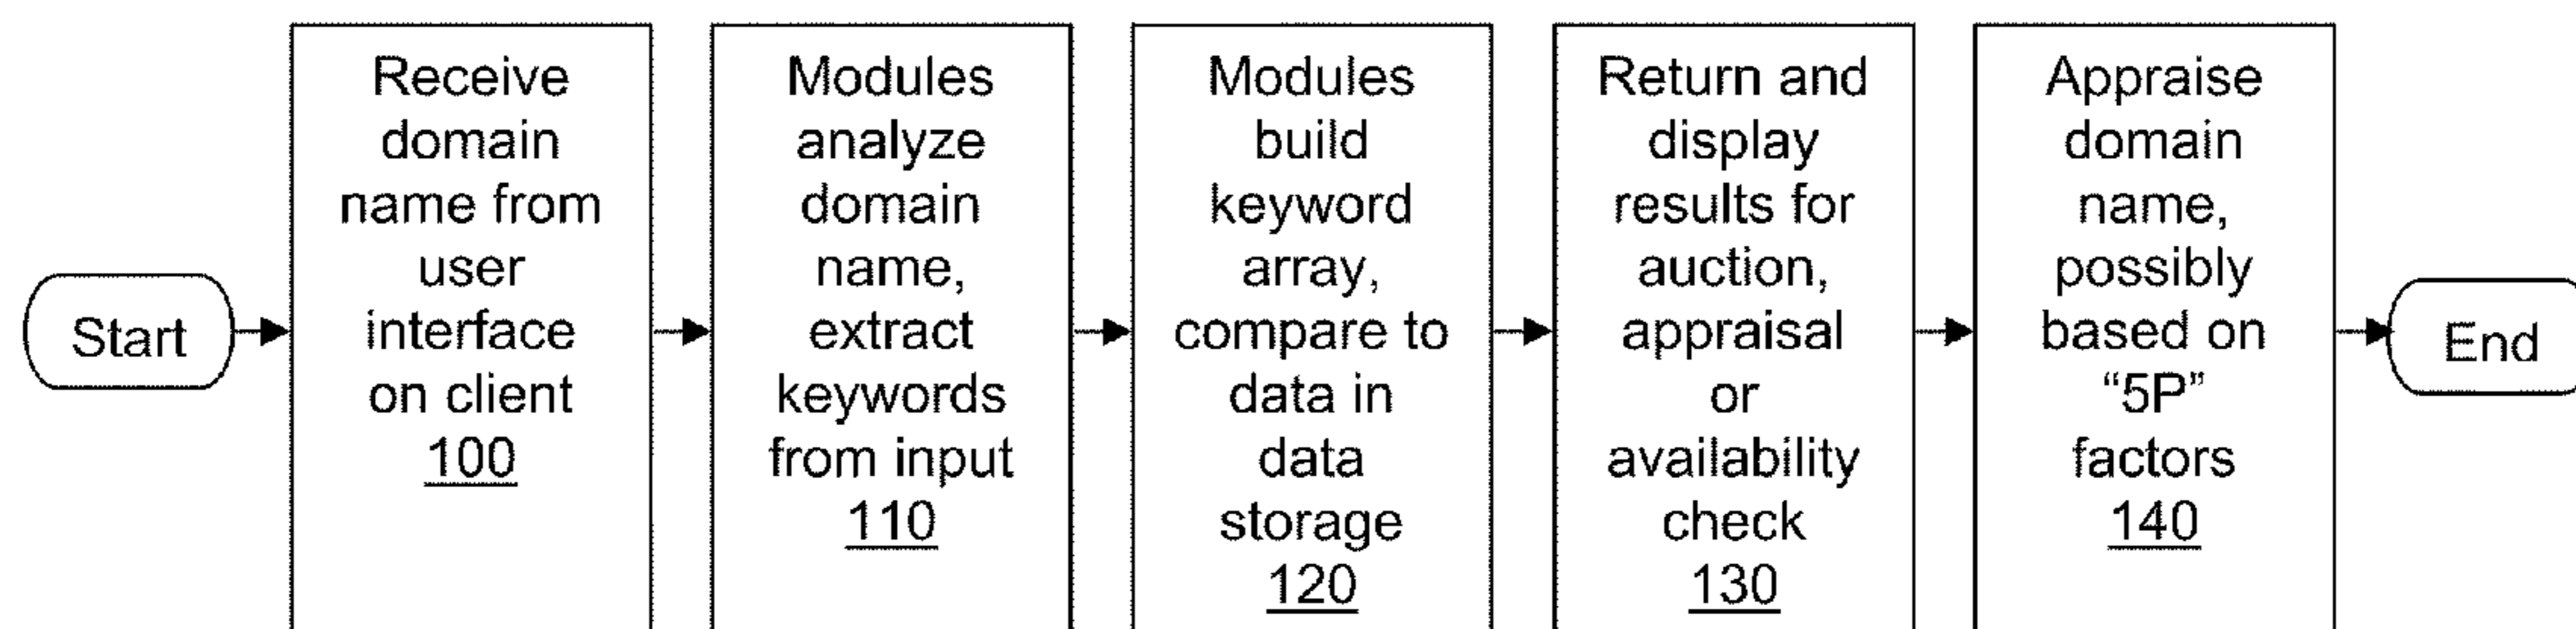 Start
Receive
domain
name from
user
interface
on client
100
Modules
analyze
domain
name,
extract
keywords
from input
110
Modules
build
keyword
array,
compare to
data in
data
storage
120
Return and
display
results for
auction,
appraisal
or
availability
check
130
Appraise
domain
name,
possibly
based on
“5P”
factors
140
End